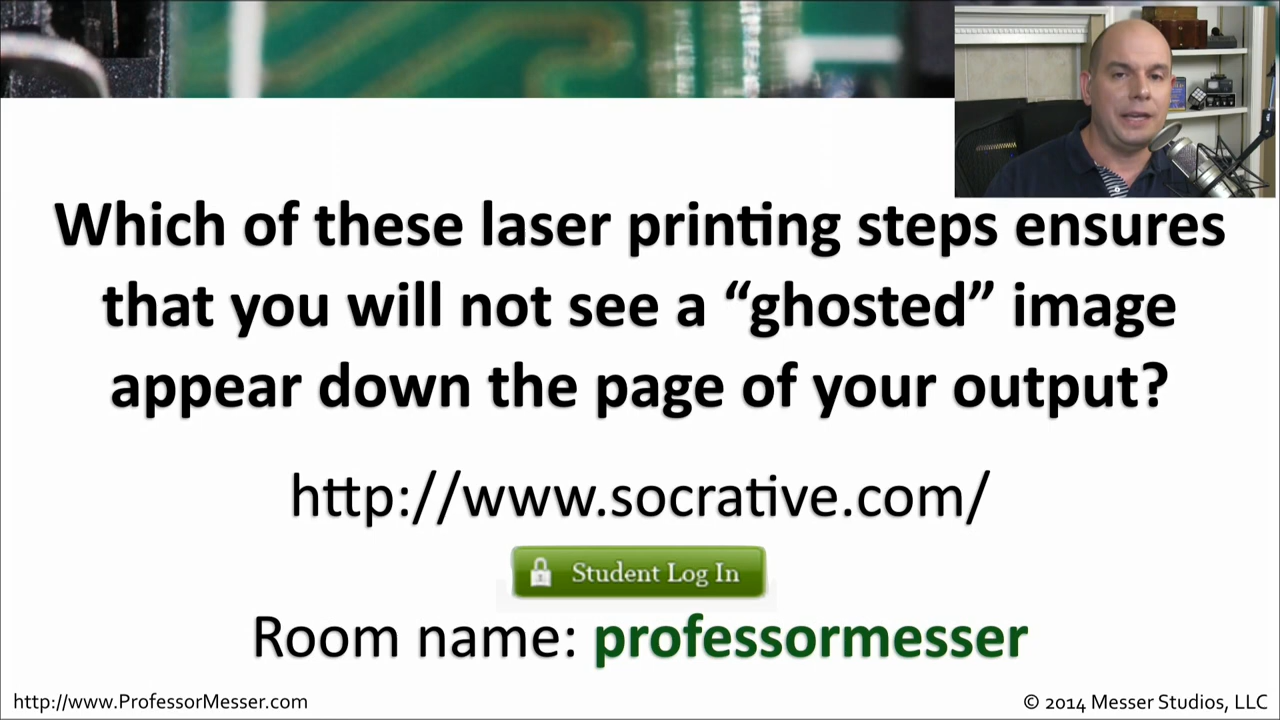 Which of these laser printing steps ensures
that you will not see a “ghosted” image
appear down the page of your output?
http://www.socrative.com/
Student Log In
Room name: professormesser
http://www.ProfessorMesser.com
© 2014 Messer Studios, LLC